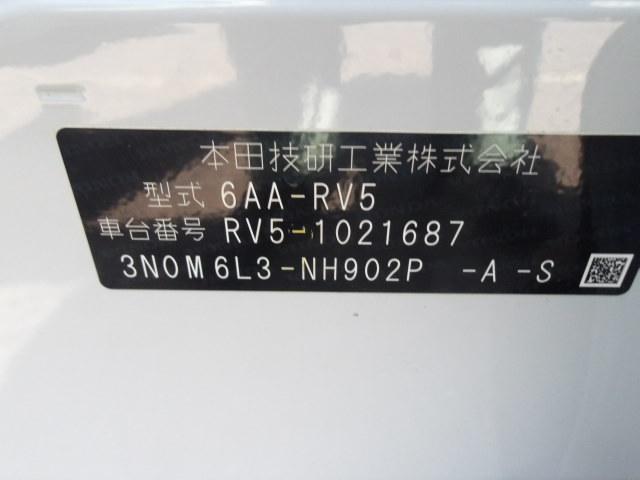 本田技研工業株式会社
型式 6AA-RV5
車台番号 RV5-1021687
3N0M6L3-NH902P -A -S